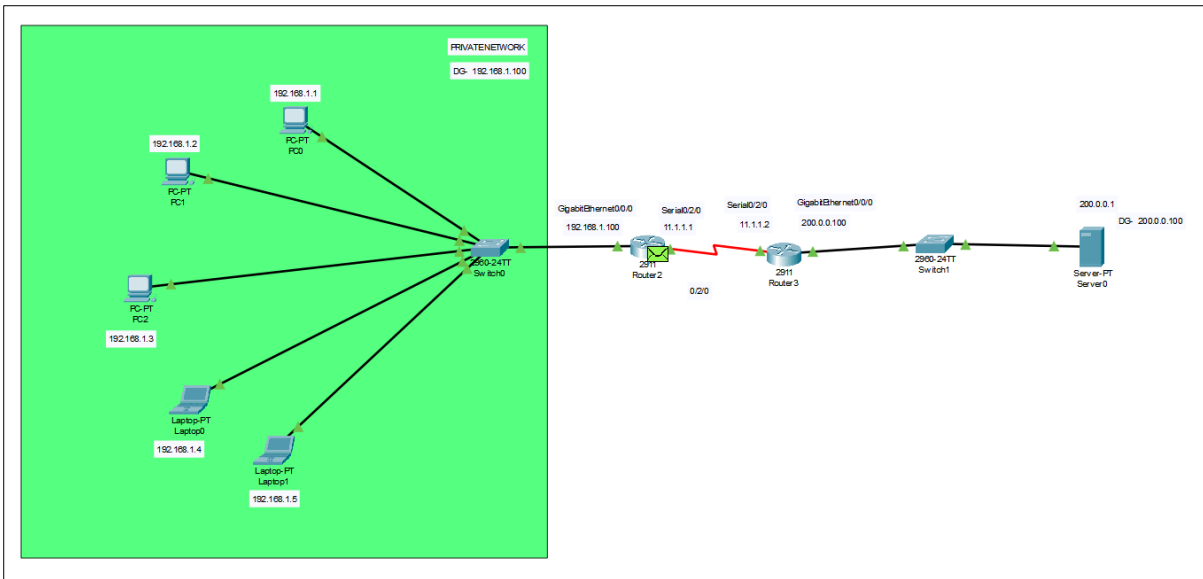 PRIVATE NETWORK
DG- 192.168.1.100
192.168.1.1
PC-PT
PC0
192.168.1.2
PC-PT
PC1
PC-PT
PC2
192.168.1.3
Laptop-PT
Laptop0
192.168.1.4
Laptop-PT
Laptop1
192.168.1.5
2960-24TT
Switch0
GigabitEthernet0/0/0
192.168.1.100
Serial0/2/0
11.1.1.1
2911
Router2
0/2/0
Serial0/2/0
11.1.1.2
GigabitEthernet0/0/0
200.0.0.100
2911
Router3
2960-24TT
Switch1
200.0.0.1
DG- 200.0.0.100
Server-PT
Server0